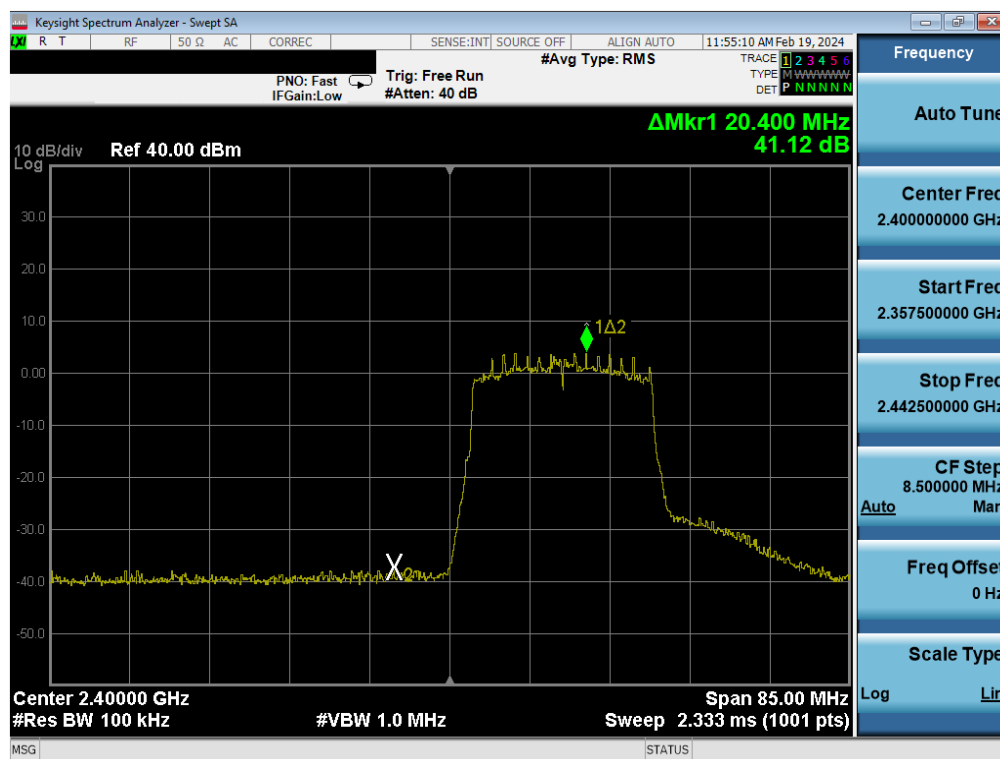 Keysight Spectrum Analyzer - Swept SA
LXI R T RF 50 Ω AC CORREC SENSE:INT SOURCE OFF ALIGN AUTO 11:55:10 AM Feb 19, 2024
#Avg Type: RMS
TRACE 1 2 3 4 5 6
TYPE M W W W W W
DET P N N N N N
PNO: Fast
IFGain:Low
Trig: Free Run
#Atten: 40 dB
ΔMkr1 20.400 MHz
41.12 dB
10 dB/div
Log
Ref 40.00 dBm
30.0
20.0
10.0
0.00
-10.0
-20.0
-30.0
-40.0
-50.0
1Δ2
X
2
Center 2.40000 GHz
Span 85.00 MHz
#Res BW 100 kHz
#VBW 1.0 MHz
Sweep 2.333 ms (1001 pts)
MSG
STATUS
Frequency
Auto Tune
Center Freq
2.400000000 GHz
Start Freq
2.357500000 GHz
Stop Freq
2.442500000 GHz
CF Step
8.500000 MHz
Auto Man
Freq Offset
0 Hz
Scale Type
Log Lin